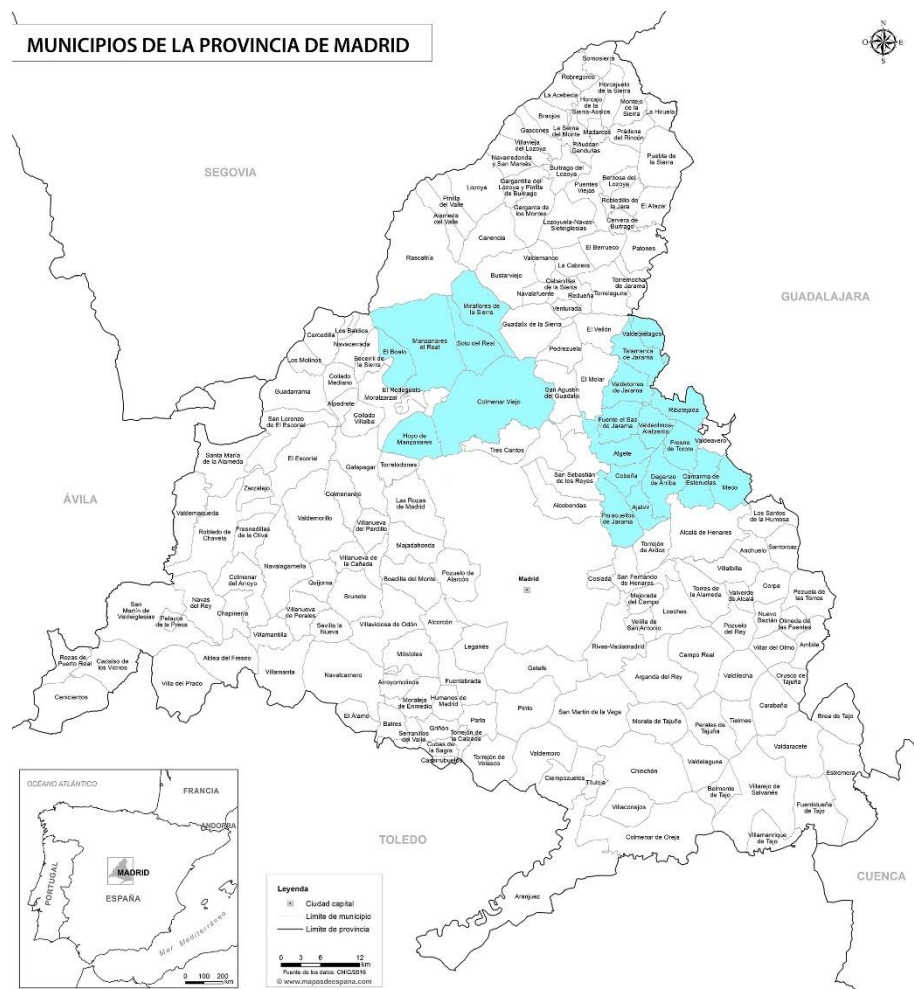 MUNICIPIOS DE LA PROVINCIA DE MADRID
N
O
E
S
SEGOVIA
GUADALAJARA
ÁVILA
TOLEDO
CUENCA
Somosierra
Robregordo
Horcajuelo
de la Sierra
La Acebeda
Horcajo
de la
Sierra-Aoslos
Montejo
de la
Sierra
La Hiruela
Braojos
Gascones
La Serna
del Monte
Madarcos
Prádena
del Rincón
Villavieja
del Lozoya
Piñuécar-
Gandullas
Puebla de
la Sierra
Navarredonda
y San Mamés
Buitrago del
Lozoya
Gargantilla del
Lozoya y Pinilla
de Buitrago
Puentes
Viejas
Berzosa del
Lozoya
Lozoya
Pinilla
del Valle
Robledillo de
la Jara
El Atazar
Garganta de
los Montes
Cervera de
Buitrago
Alameda
del Valle
Lozoyuela-Navas-
Sieteiglesias
Canencia
El Berrueco
Patones
Rascafría
Valdemanco
La Cabrera
Bustarviejo
Cabanillas
de la Sierra
Torremocha
de Jarama
Navalafuente
Redueña
Torrelaguna
Miraflores de
la Sierra
Venturada
Guadalix de la Sierra
El Vellón
Valdepiélagos
Cercedilla
Los Baldíos
Navacerrada
Manzanares
el Real
Soto del Real
Pedrezuela
Talamanca
de Jarama
Los Molinos
Becerril de
la Sierra
El Boalo
Collado
Mediano
El Molar
Valdetorres
de Jarama
Guadarrama
Alpedrete
Moralzarzal
San Agustín
del Guadalix
Colmenar Viejo
Ribatejada
San Lorenzo
de El Escorial
Collado
Villalba
Fuente el Saz
de Jarama
Valdeolmos-
Alalpardo
Hoyo de
Manzanares
Fresno
de Torote
Valdeavero
Tres Cantos
Algete
Santa María
de la Alameda
El Escorial
Galapagar
Torrelodones
San Sebastián
de los Reyes
Cobeña
Daganzo
de Arriba
Camarma de
Esteruelas
Meco
Zarzalejo
Colmenarejo
Las Rozas
de Madrid
Alcobendas
Ajalvir
Paracuellos
de Jarama
Valdemaqueda
Valdemorillo
Villanueva
del Pardillo
Los Santos
de la Humosa
Robledo de
Chavela
Fresnedillas
de la Oliva
Alcalá de Henares
Majadahonda
Torrejón
de Ardoz
Anchuelo
Santorcaz
Navalagamella
Villanueva de
la Cañada
Villalbilla
Colmenar
del Arroyo
Quijorna
Boadilla del Monte
Pozuelo de
Alarcón
Madrid
Coslada
San Fernando
de Henares
Torres de
la Alameda
Valverde
de Alcalá
Corpa
Pezuela de
las Torres
San
Martín de
Valdeiglesias
Navas
del Rey
Brunete
Mejorada
del Campo
Loeches
Nuevo
Baztán
Olmeda de
las Fuentes
Pelayos
de la Presa
Chapinería
Villanueva
de Perales
Sevilla la
Nueva
Villaviciosa de Odón
Alcorcón
Velilla de
San Antonio
Pozuelo
del Rey
Villamantilla
Leganés
Rivas-Vaciamadrid
Villar del Olmo
Ambite
Rozas de
Puerto Real
Cadalso de
los Vidrios
Aldea del Fresno
Móstoles
Getafe
Campo Real
Villamanta
Navalcarnero
Arroyomolinos
Fuenlabrada
Arganda del Rey
Valdilecha
Orusco de
Tajuña
Cenicientos
Villa del Prado
Moraleja
de Enmedio
Humanes de
Madrid
Pinto
San Martín de la Vega
Carabaña
El Álamo
Batres
Griñón
Parla
Morata de Tajuña
Perales de
Tajuña
Tielmes
Brea de Tajo
Serranillos
del Valle
Torrejón de
la Calzada
Cubas de
la Sagra
Casarrubuelos
Torrejón de
Velasco
Valdemoro
Valdaracete
Ciempozuelos
Titulcia
Chinchón
Valdelaguna
Estremera
Belmonte
de Tajo
Villarejo de
Salvanés
Villaconejos
Fuentidueña
de Tajo
Colmenar de Oreja
Villamanrique
de Tajo
Aranjuez
OCÉANO ATLÁNTICO
FRANCIA
ANDORRA
PORTUGAL
MADRID
ESPAÑA
Mar Mediterráneo
0 100 200
km
Leyenda
Ciudad capital
Límite de municipio
Límite de provincia
0 3 6 12
km
Fuente de los datos: CNIG/2016
© www.mapasdeespana.com